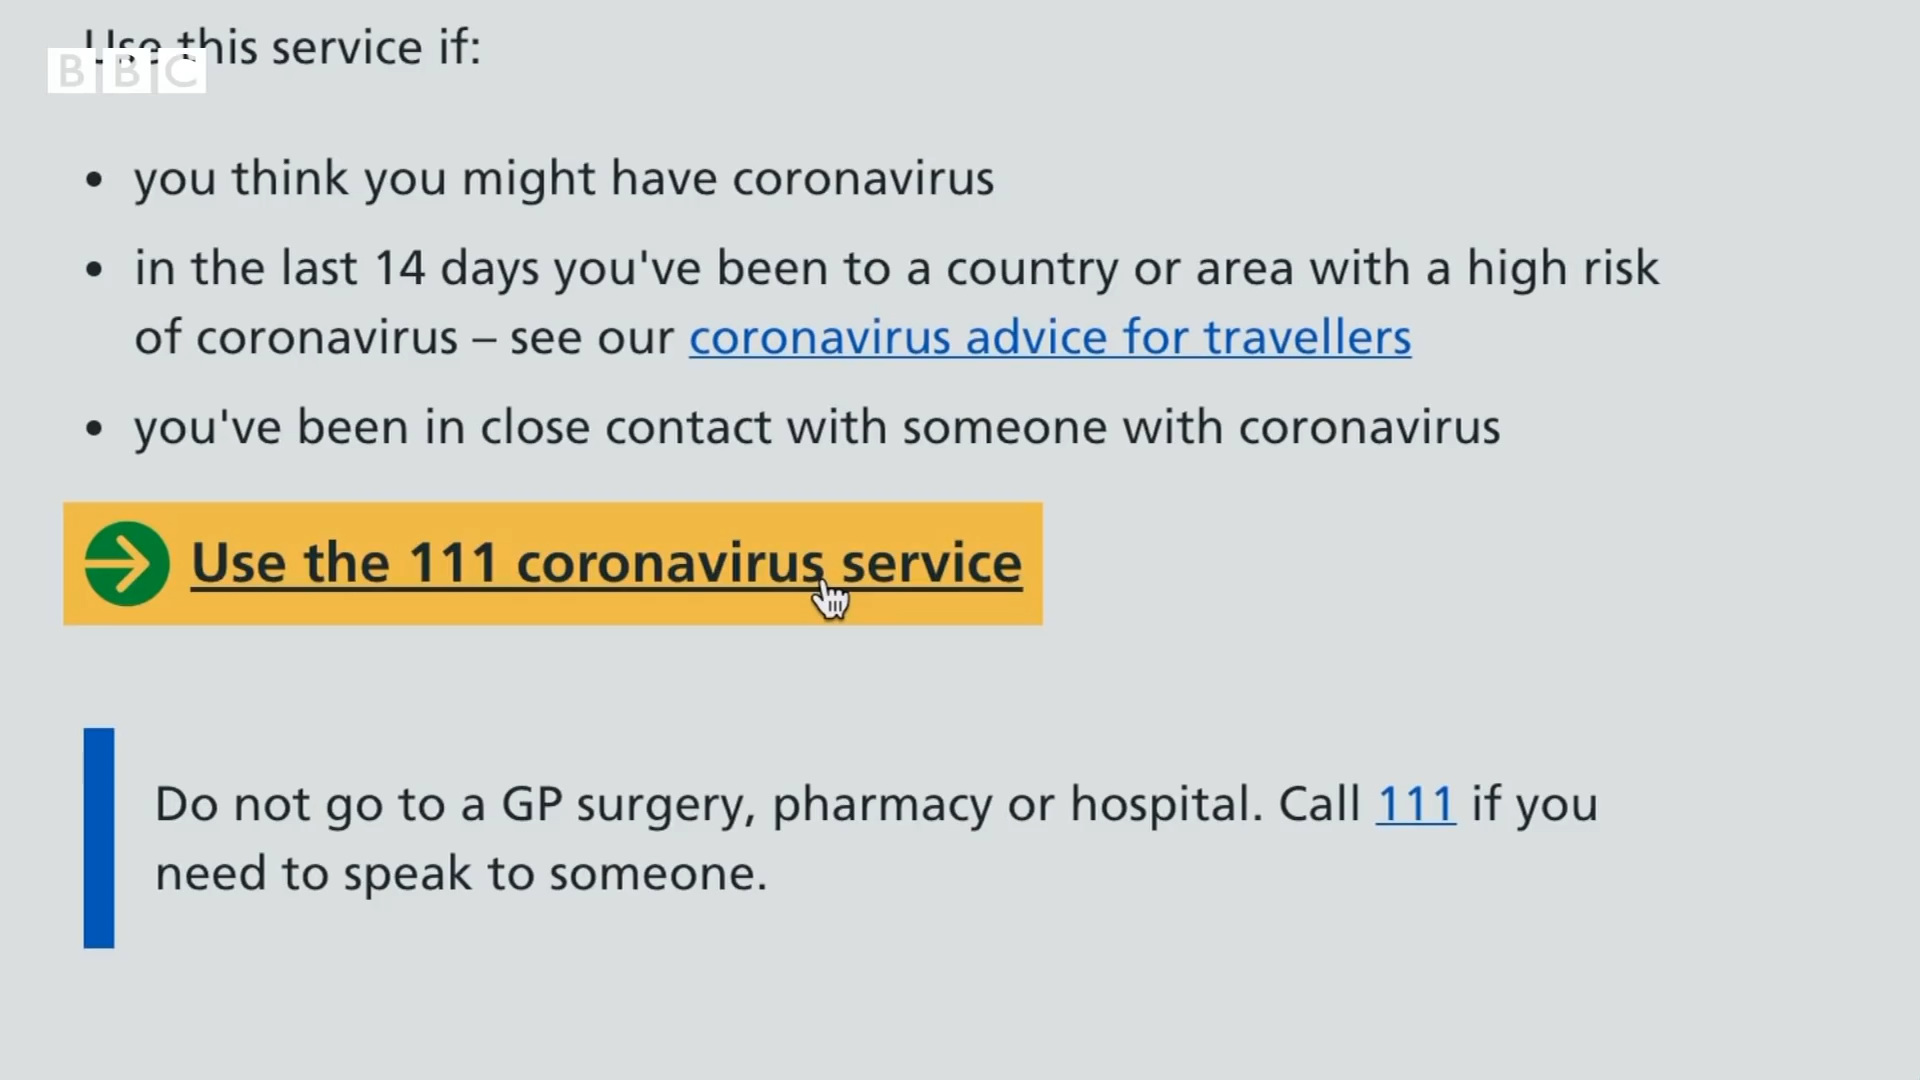 Use this service if:
BBC
you think you might have coronavirus
in the last 14 days you've been to a country or area with a high risk
of coronavirus – see our coronavirus advice for travellers
you've been in close contact with someone with coronavirus
Use the 111 coronavirus service
Do not go to a GP surgery, pharmacy or hospital. Call 111 if you
need to speak to someone.